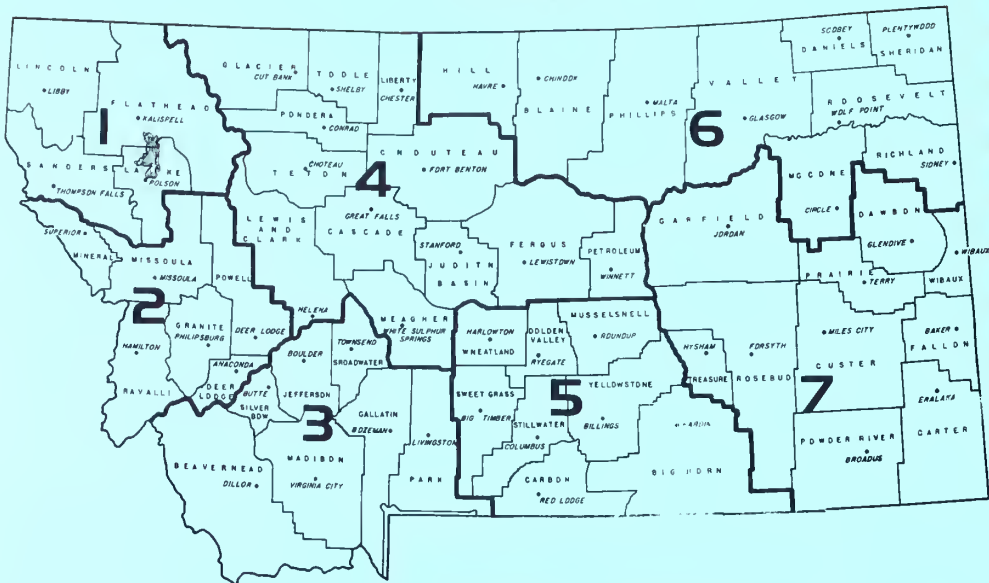 LINCOLN
LIBBY
FLATHEAD
KALISPELL
1
SANDERS
THOMPSON FALLS
LAKE
POLSON
SUPERIOR
MINERAL
MISSOULA
MISSOULA
POWELL
2
HAMILTON
RAVALLI
GRANITE
PHILIPSBURG
DEER LODGE
ANACONDA
DEER
LODGE
GLACIER
CUT BANK
TOOLE
SHELBY
LIBERTY
CHESTER
PONDERA
CONRAD
CHOTEAU
TETON
4
CHOUTEAU
FORT BENTON
LEWIS
AND
CLARK
HELENA
GREAT FALLS
CASCADE
STANFORD
JUDITH
BASIN
FERGUS
LEWISTOWN
PETROLEUM
WINNETT
MEAGHER
WHITE SULPHUR
SPRINGS
BOULDER
TOWNSEND
BROADWATER
BUTTE
SILVER BOW
JEFFERSON
3
GALLATIN
BOZEMAN
LIVINGSTON
PARK
BEAVERHEAD
DILLON
MADISON
VIRGINIA CITY
HARLOWTON
WHEATLAND
GOLDEN
VALLEY
RYEGATE
MUSSELSHELL
ROUNDUP
SWEET GRASS
BIG TIMBER
STILLWATER
COLUMBUS
5
YELLOWSTONE
BILLINGS
CARBON
RED LODGE
HARDIN
BIG HORN
HILL
HAVRE
CHINOOK
BLAINE
MALTA
PHILLIPS
VALLEY
GLASGOW
6
SCOBEY
DANIELS
PLENTYWOOD
SHERIDAN
ROOSEVELT
WOLF POINT
RICHLAND
SIDNEY
MCCONE
CIRCLE
GARFIELD
JORDAN
DAWSON
GLENDIVE
PRAIRIE
TERRY
WIBAUX
WIBAUX
HYSHAM
TREASURE
FORSYTH
ROSEBUD
MILES CITY
CUSTER
7
BAKER
FALLON
EKALAKA
CARTER
POWDER RIVER
BROADUS